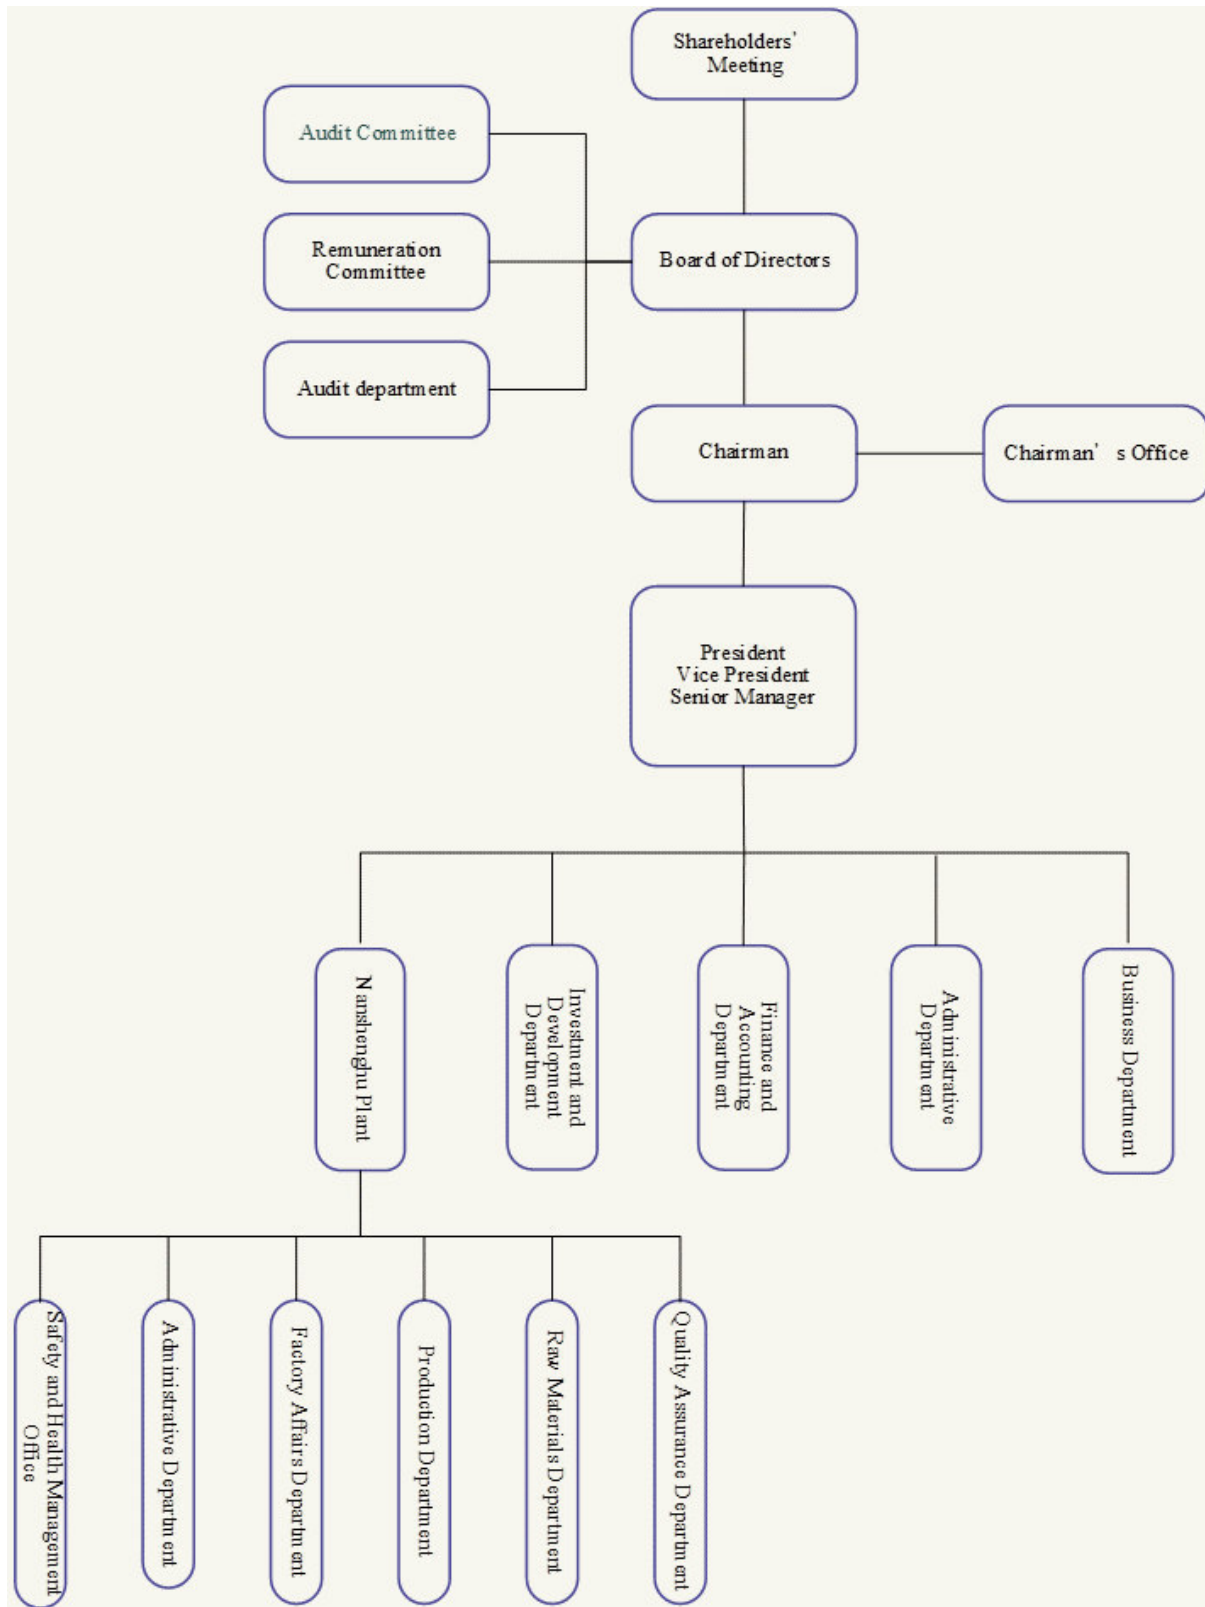 Shareholders’
Meeting
Audit Committee
Remuneration
Committee
Board of Directors
Audit department
Chairman
Chairman’s Office
President
Vice President
Senior Manager
Nanshenghu Plant
Investment and
Development
Department
Finance and
Accounting
Department
Administrative
Department
Business Department
Safety and Health Management
Office
Administrative Department
Factory Affairs Department
Production Department
Raw Materials Department
Quality Assurance Department